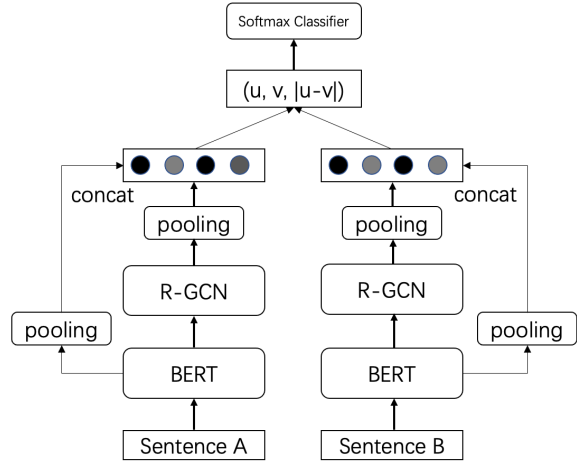 Softmax Classifier
(u, v, |u-v|)
concat
concat
pooling
pooling
R-GCN
R-GCN
pooling
pooling
BERT
BERT
Sentence A
Sentence B